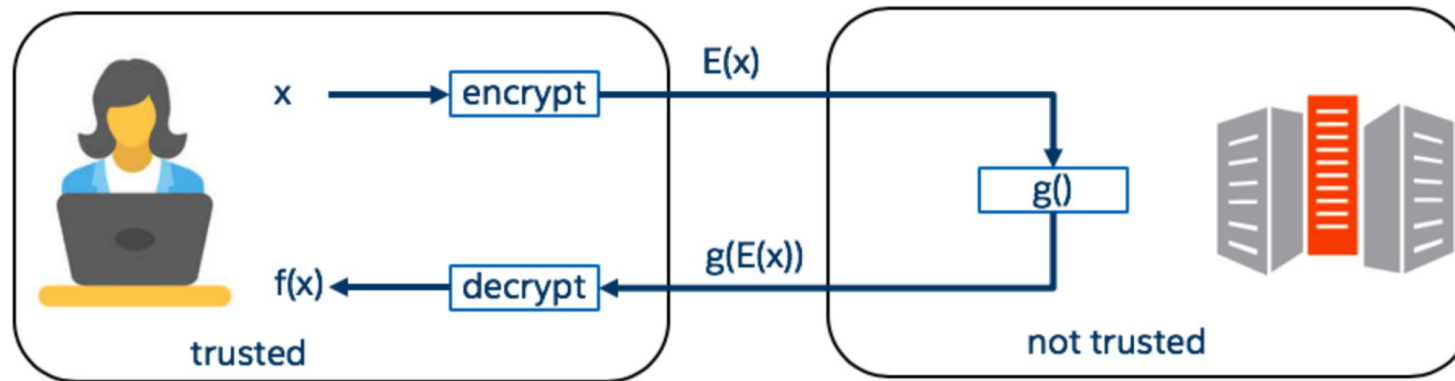 x
encrypt
E(x)
g()
f(x)
decrypt
g(E(x))
trusted
not trusted